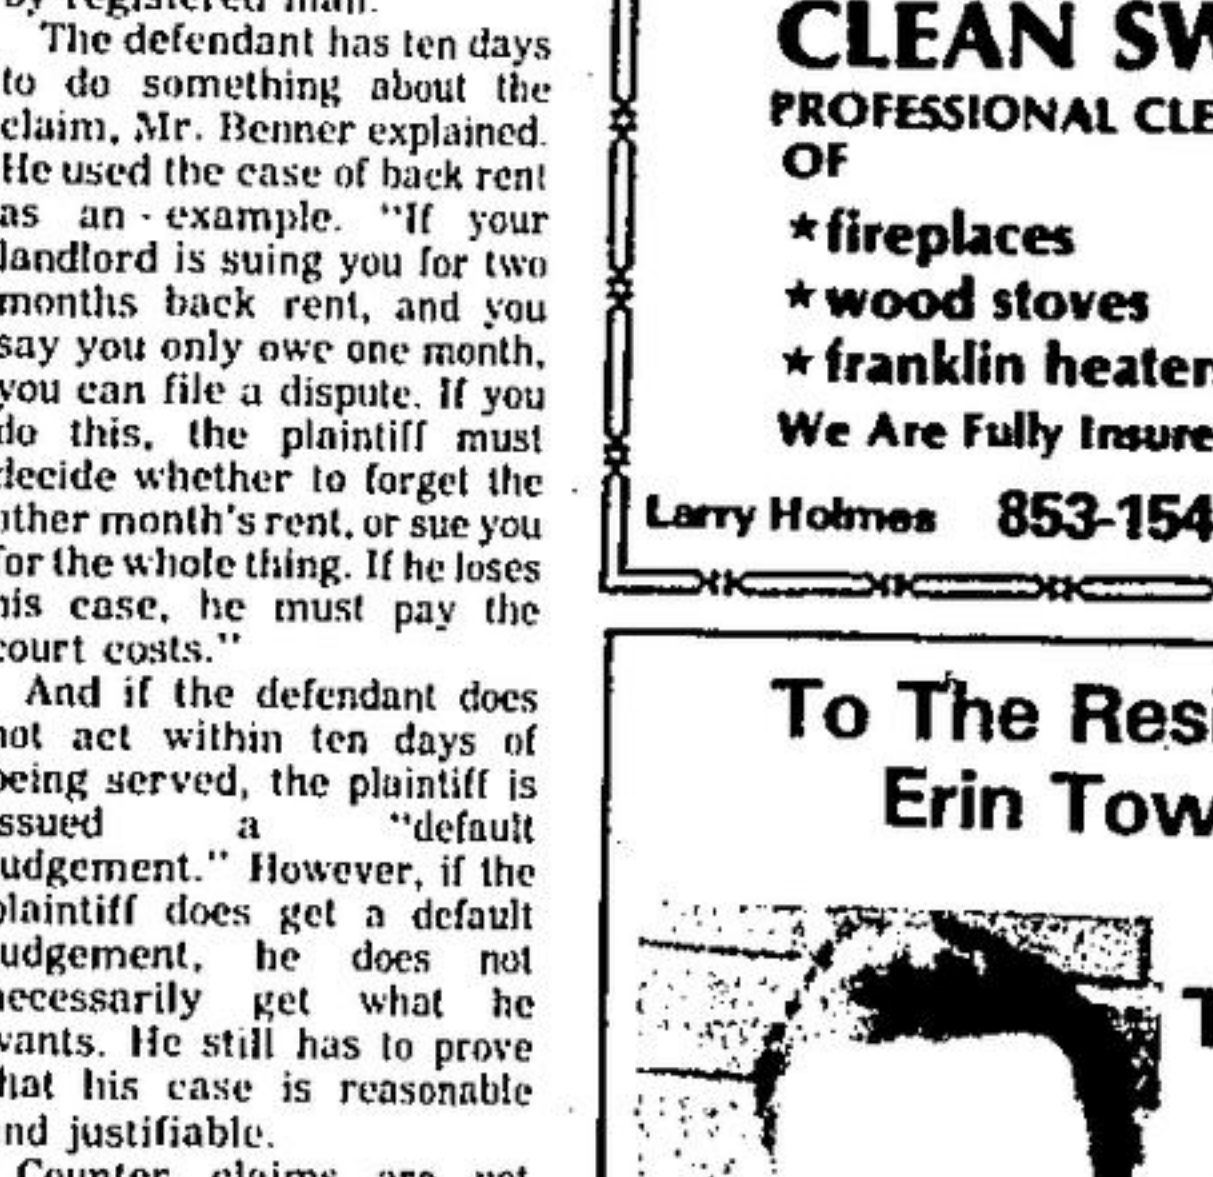 by registered mail.
The defendant has ten days
to do something about the
claim, Mr. Benner explained.
He used the case of back rent
as an example. "If your
landlord is suing you for two
months back rent, and you
say you only owe one month,
you can file a dispute. If you
do this, the plaintiff must
decide whether to forget the
other month's rent, or sue you
for the whole thing. If he loses
his case, he must pay the
court costs."
And if the defendant does
not act within ten days of
being served, the plaintiff is
issued a "default
judgement." However, if the
plaintiff does get a default
judgement, he does not
necessarily get what he
wants. He still has to prove
that his case is reasonable
and justifiable.
Counter claims are yet
CLEAN SW
PROFESSIONAL CLE
OF
★ fireplaces
★ wood stoves
★ franklin heater
We Are Fully Insure
Larry Holmes 853-154
To The Resi
Erin Tow
T